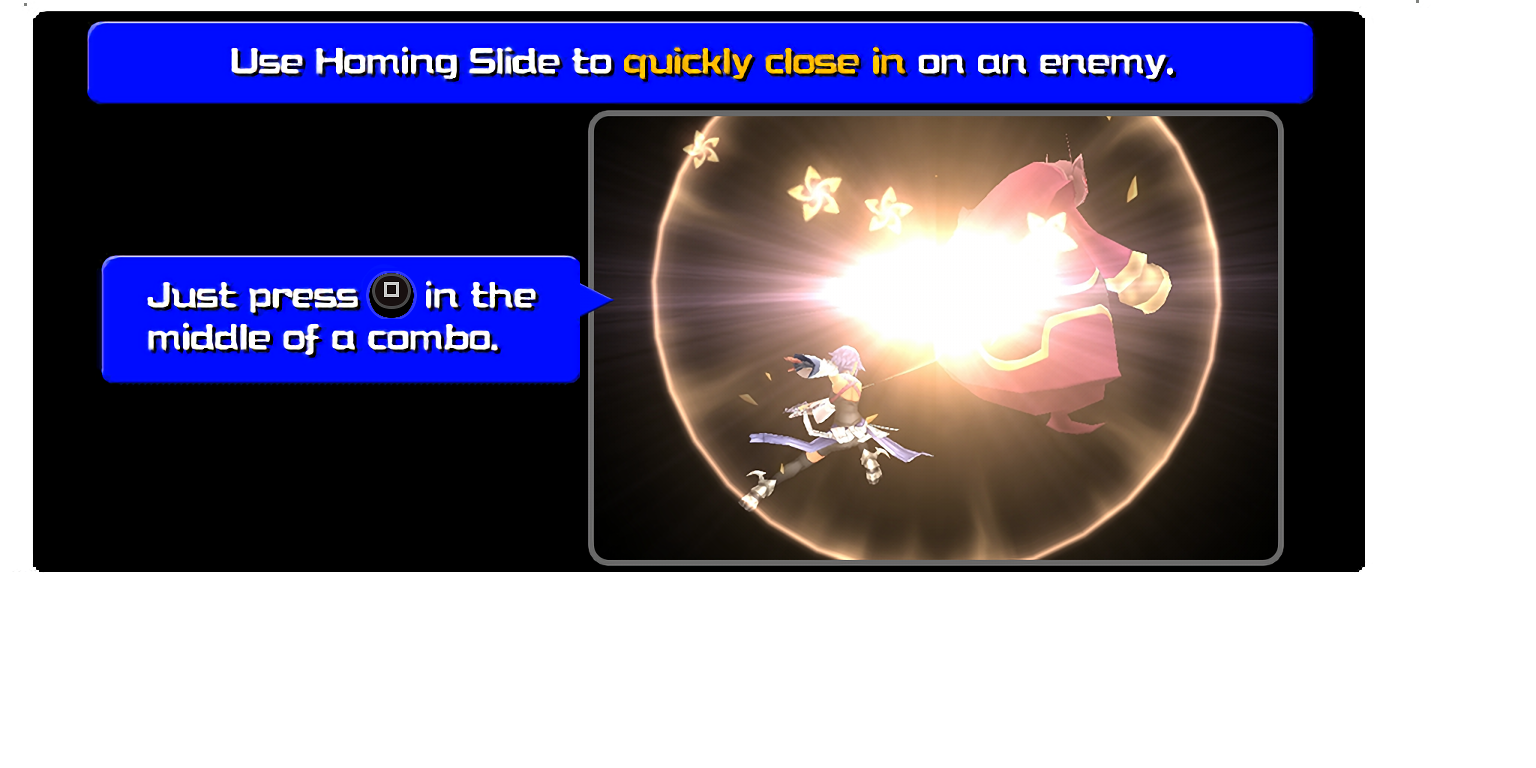 Use Homing Slide to quickly close in on an enemy.
Just press in the
middle of a combo.